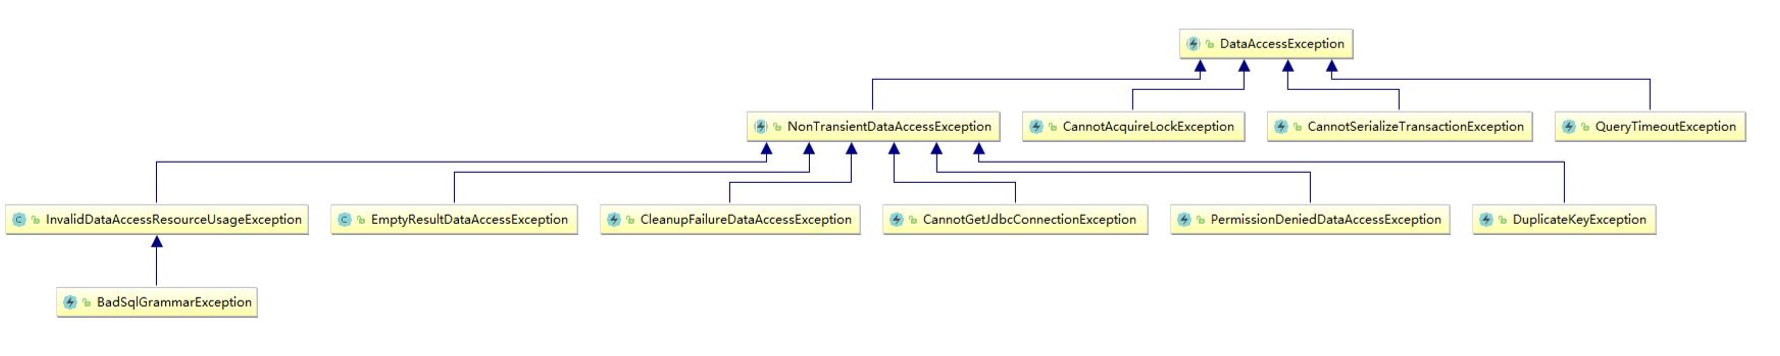 DataAccessException
NonTransientDataAccessException
CannotAcquireLockException
CannotSerializeTransactionException
QueryTimeoutException
InvalidDataAccessResourceUsageException
EmptyResultDataAccessException
CleanupFailureDataAccessException
CannotGetJdbcConnectionException
PermissionDeniedDataAccessException
DuplicateKeyException
BadSqlGrammarException